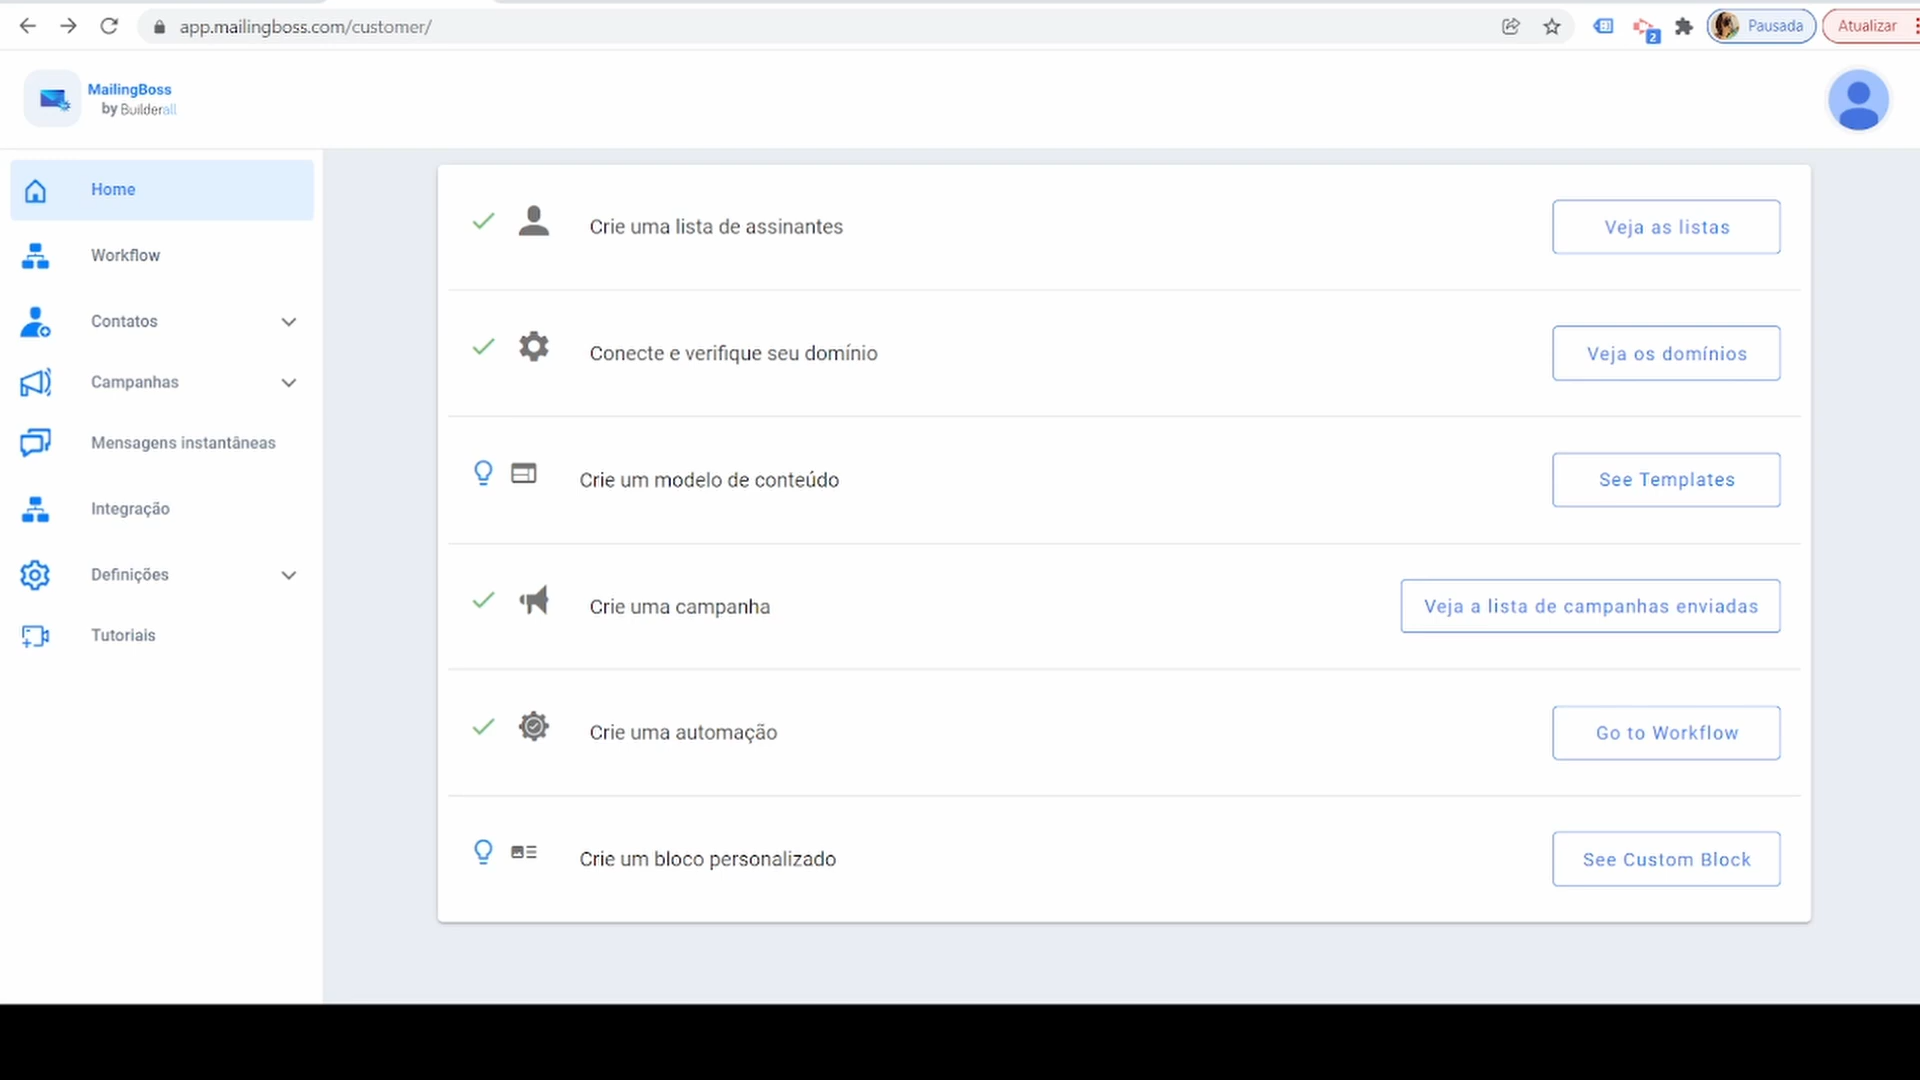 app.mailingboss.com/customer/
2
Pausada
Atualizar
MailingBoss
by Builderall
Home
Workflow
Contatos
Campanhas
Mensagens instantâneas
Integração
Definições
Tutoriais
Crie uma lista de assinantes
Veja as listas
Conecte e verifique seu domínio
Veja os domínios
Crie um modelo de conteúdo
See Templates
Crie uma campanha
Veja a lista de campanhas enviadas
Crie uma automação
Go to Workflow
Crie um bloco personalizado
See Custom Block